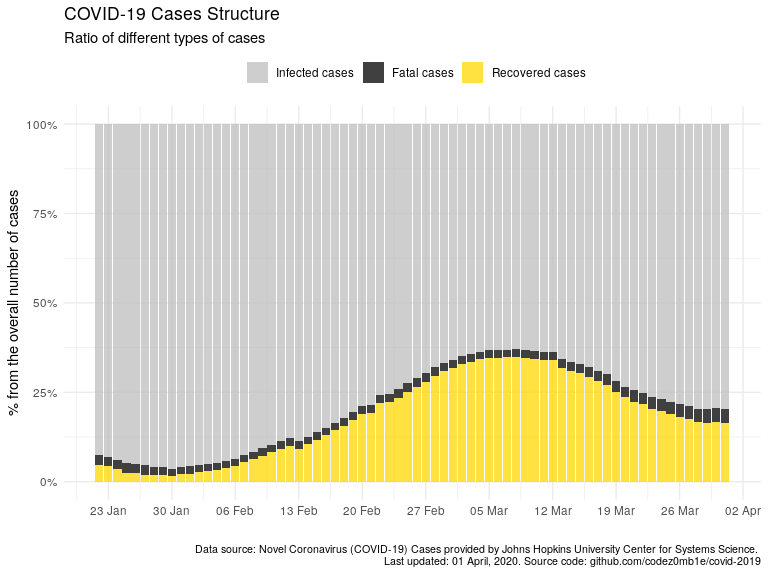 COVID-19 Cases Structure
Ratio of different types of cases
Infected cases Fatal cases Recovered cases
% from the overall number of cases
100%
75%
50%
25%
0%
23 Jan 30 Jan 06 Feb 13 Feb 20 Feb 27 Feb 05 Mar 12 Mar 19 Mar 26 Mar 02 Apr
Data source: Novel Coronavirus (COVID-19) Cases provided by Johns Hopkins University Center for Systems Science.
Last updated: 01 April, 2020. Source code: github.com/codez0mb1e/covid-2019